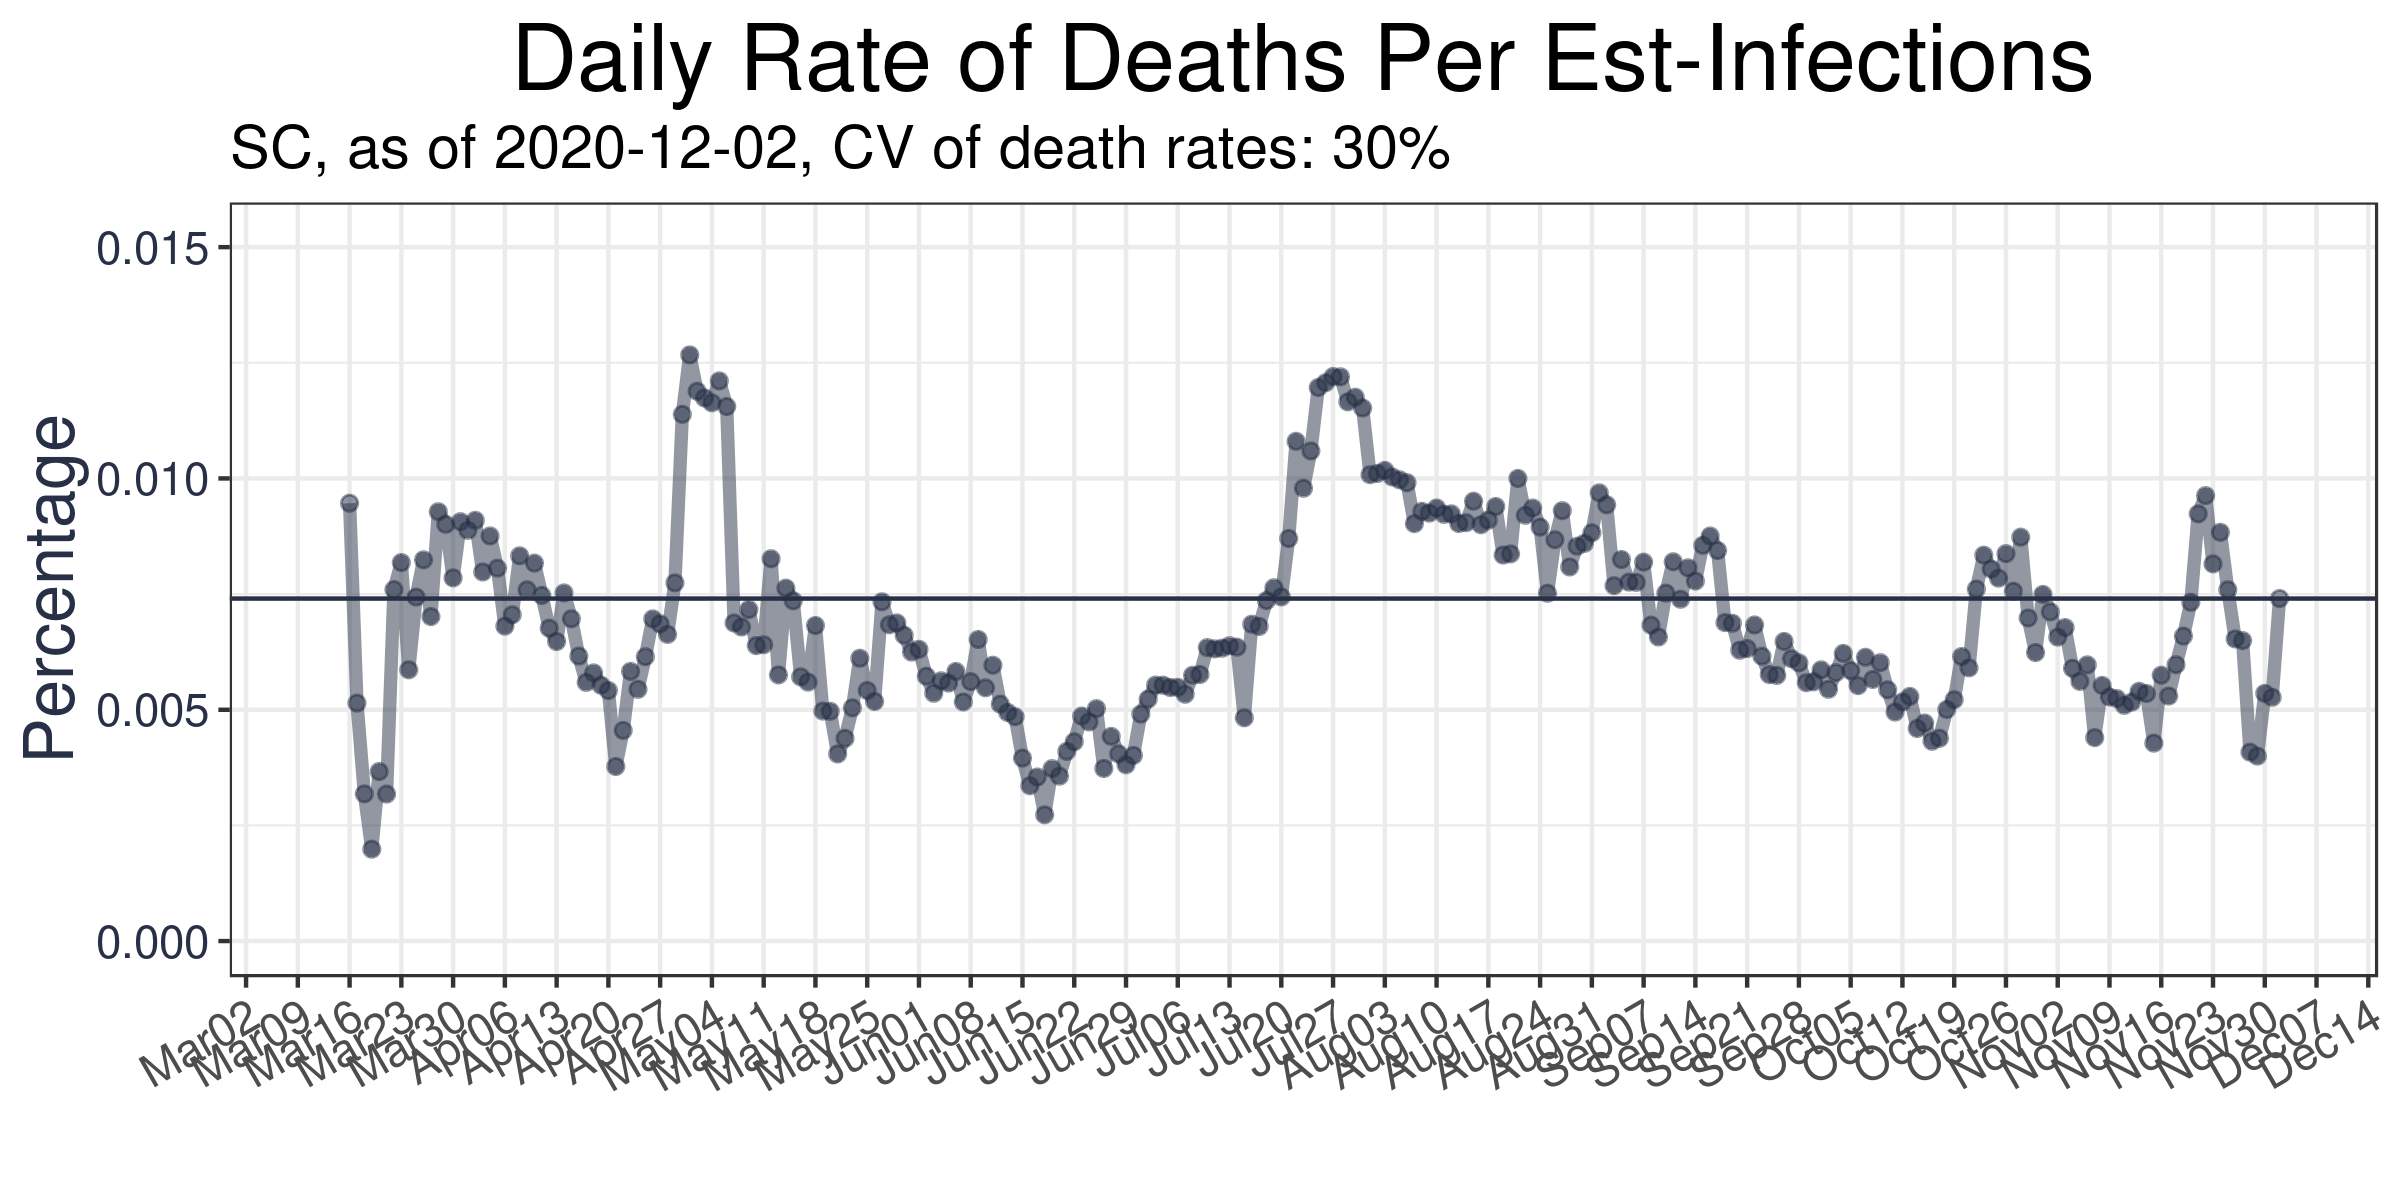 Daily Rate of Deaths Per Est-Infections
SC, as of 2020-12-02, CV of death rates: 30%
Percentage
0.015
0.010
0.005
0.000
Mar02 Mar09 Mar16 Mar23 Mar30 Apr06 Apr13 Apr20 Apr27 May04 May11 May18 May25 Jun01 Jun08 Jun15 Jun22 Jun29 Jul06 Jul13 Jul20 Jul27 Aug03 Aug10 Aug17 Aug24 Aug31 Sep07 Sep14 Sep21 Sep28 Oct05 Oct12 Oct19 Oct26 Nov02 Nov09 Nov16 Nov23 Nov30 Dec07 Dec14